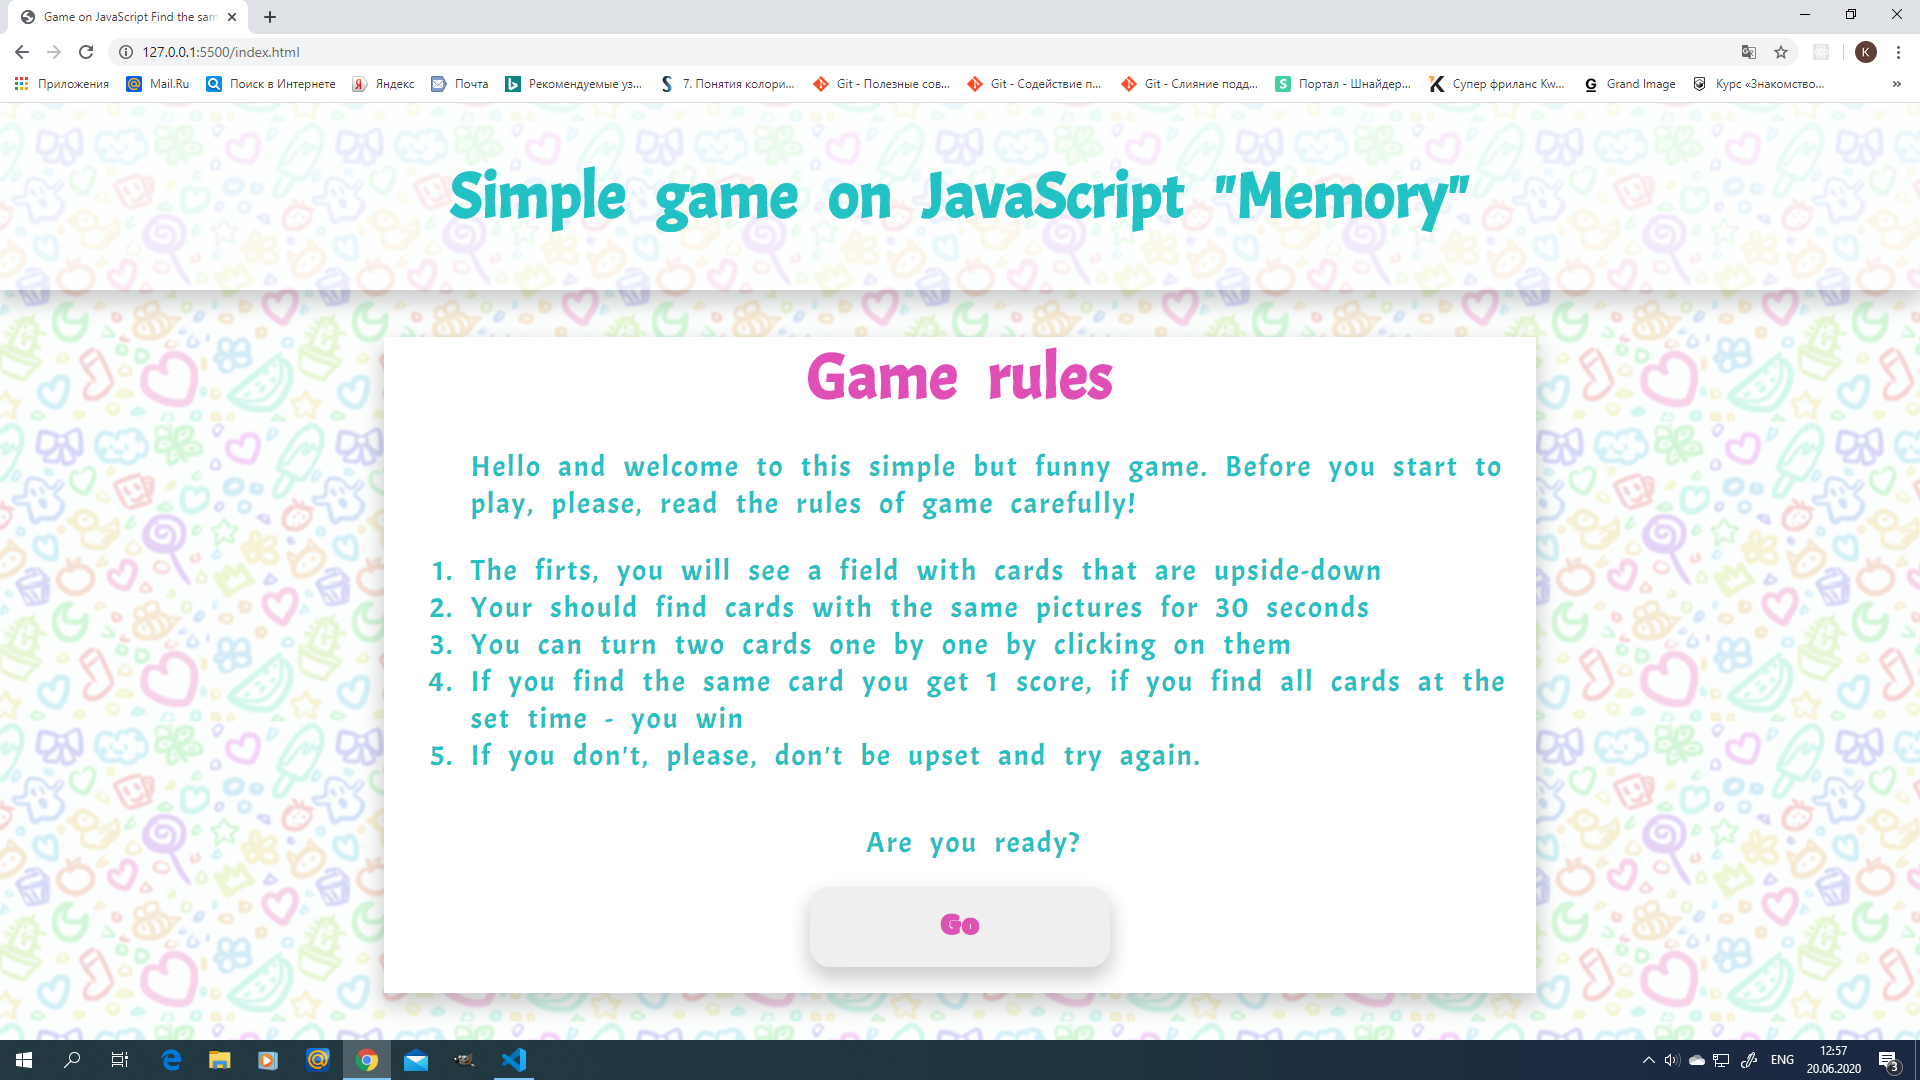 Game on JavaScript Find the sam
127.0.0.1:5500/index.html
K
Приложения Mail.Ru Поиск в Интернете Яндекс Почта Рекомендуемые уз... 7. Понятия колори... Git - Полезные сов... Git - Содействие п... Git - Слияние подд... Портал - Шнайдер... Супер фриланс Kw... Grand Image Курс «Знакомство... »
Simple game on JavaScript "Memory"
Game rules
Hello and welcome to this simple but funny game. Before you start to
play, please, read the rules of game carefully!
1. The firts, you will see a field with cards that are upside-down
2. Your should find cards with the same pictures for 30 seconds
3. You can turn two cards one by one by clicking on them
4. If you find the same card you get 1 score, if you find all cards at the
set time - you win
5. If you don't, please, don't be upset and try again.
Are you ready?
Go
ENG
12:57
20.06.2020
3